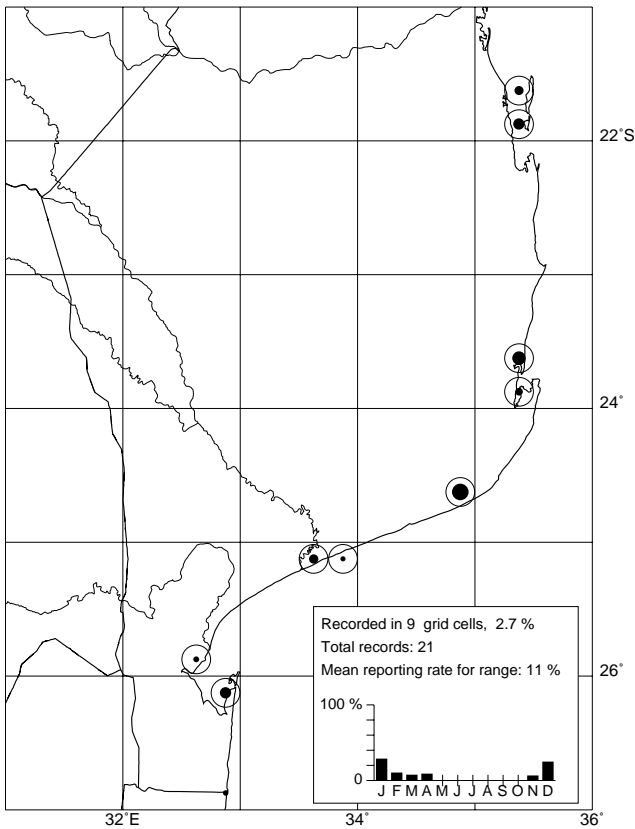 22°S
24°
Recorded in 9 grid cells, 2.7 %
Total records: 21
Mean reporting rate for range: 11 %
26°
100 %
0
J F M A M J J A S O N D
32°E
34°
36°